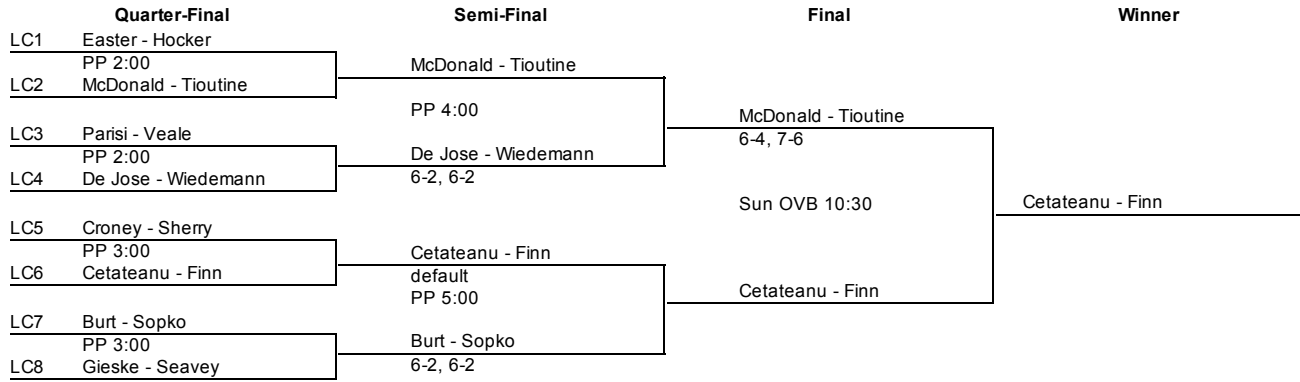 Quarter-Final Semi-Final Final Winner
LC1 Easter - Hocker
PP 2:00
LC2 McDonald - Tioutine
LC3 Parisi - Veale
PP 2:00
LC4 De Jose - Wiedemann
LC5 Croney - Sherry
PP 3:00
LC6 Cetateanu - Finn
LC7 Burt - Sopko
PP 3:00
LC8 Gieske - Seavey
McDonald - Tioutine
PP 4:00
De Jose - Wiedemann
6-2, 6-2
Cetateanu - Finn
default
PP 5:00
Burt - Sopko
6-2, 6-2
McDonald - Tioutine
6-4, 7-6
Sun OVB 10:30
Cetateanu - Finn
Cetateanu - Finn